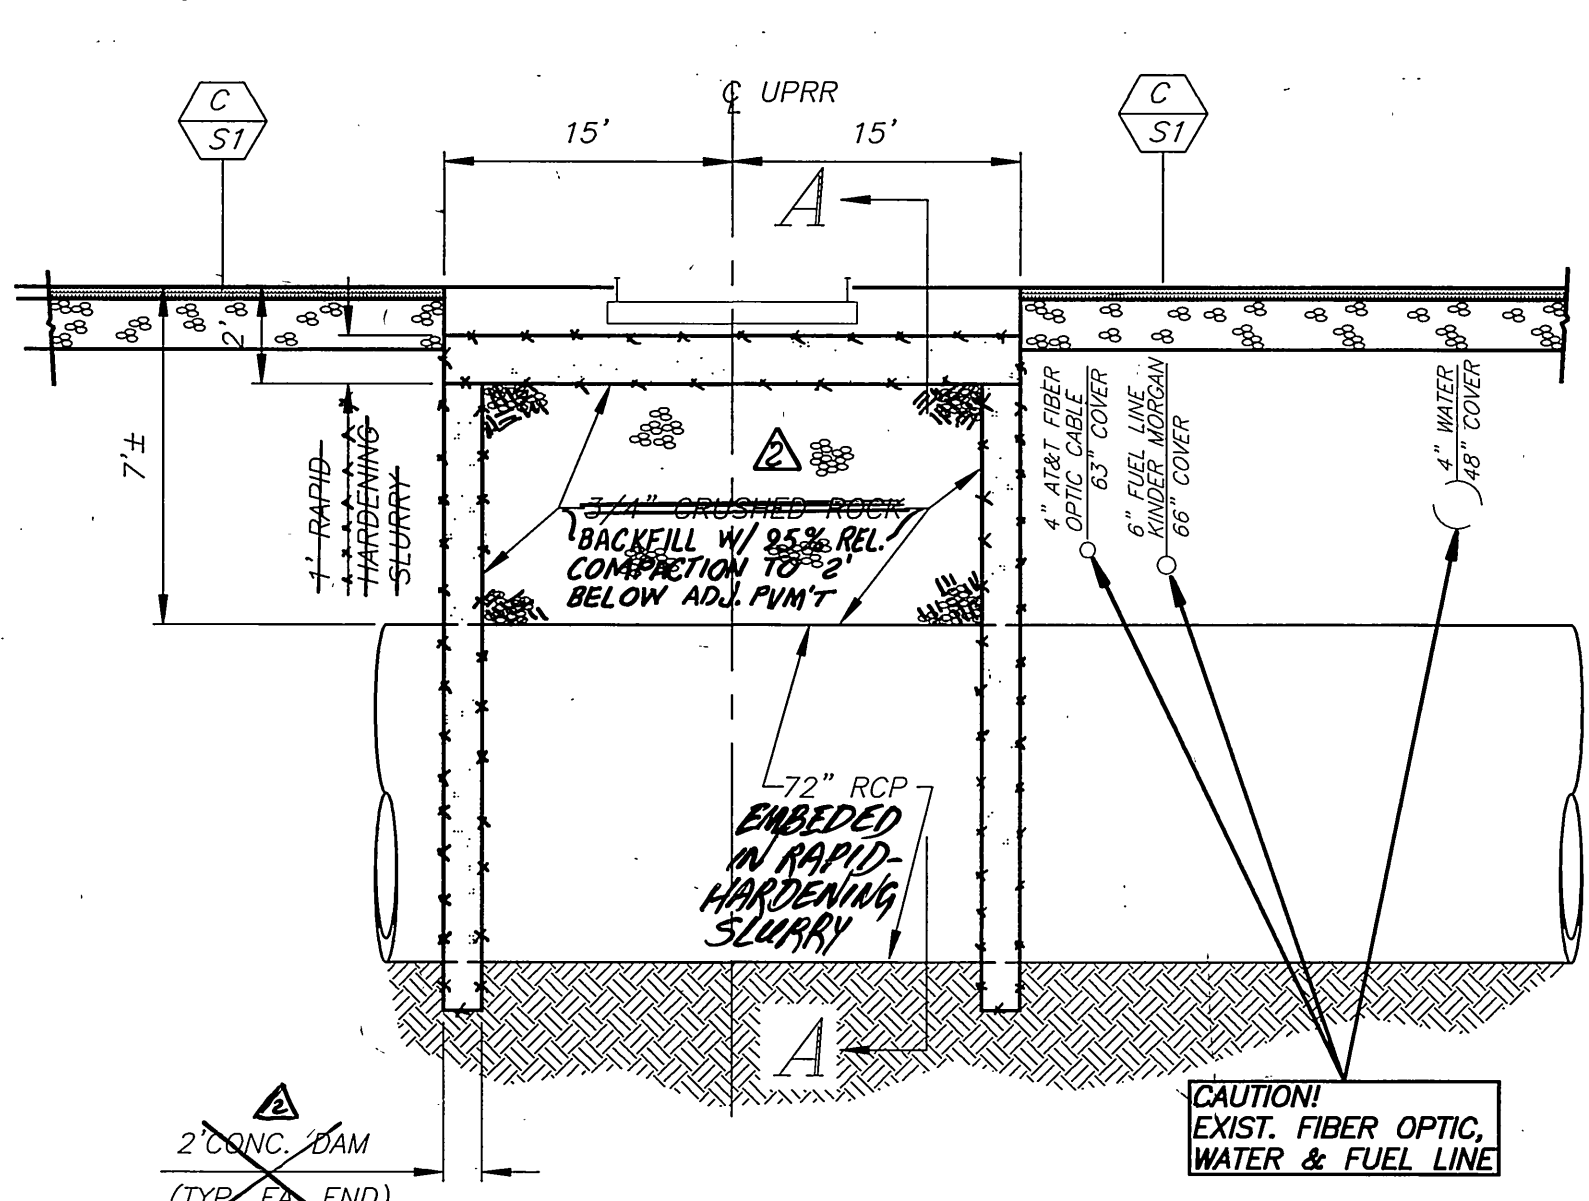 C
S1
℄ UPRR
C
S1
15'
15'
A
2'
7'±
1' RAPID
HARDENING
SLURRY
2
3/4" CRUSHED ROCK
BACKFILL W/ 95% REL.
COMPACTION TO 2'
BELOW ADJ. PVM'T
4" AT&T FIBER
OPTIC CABLE
63" COVER
6" FUEL LINE
KINDER MORGAN
66" COVER
4" WATER
48" COVER
72" RCP
EMBEDED
IN RAPID-
HARDENING
SLURRY
A
2
2' CONC. DAM
(TYP. EA. END)
CAUTION!
EXIST. FIBER OPTIC,
WATER & FUEL LINE